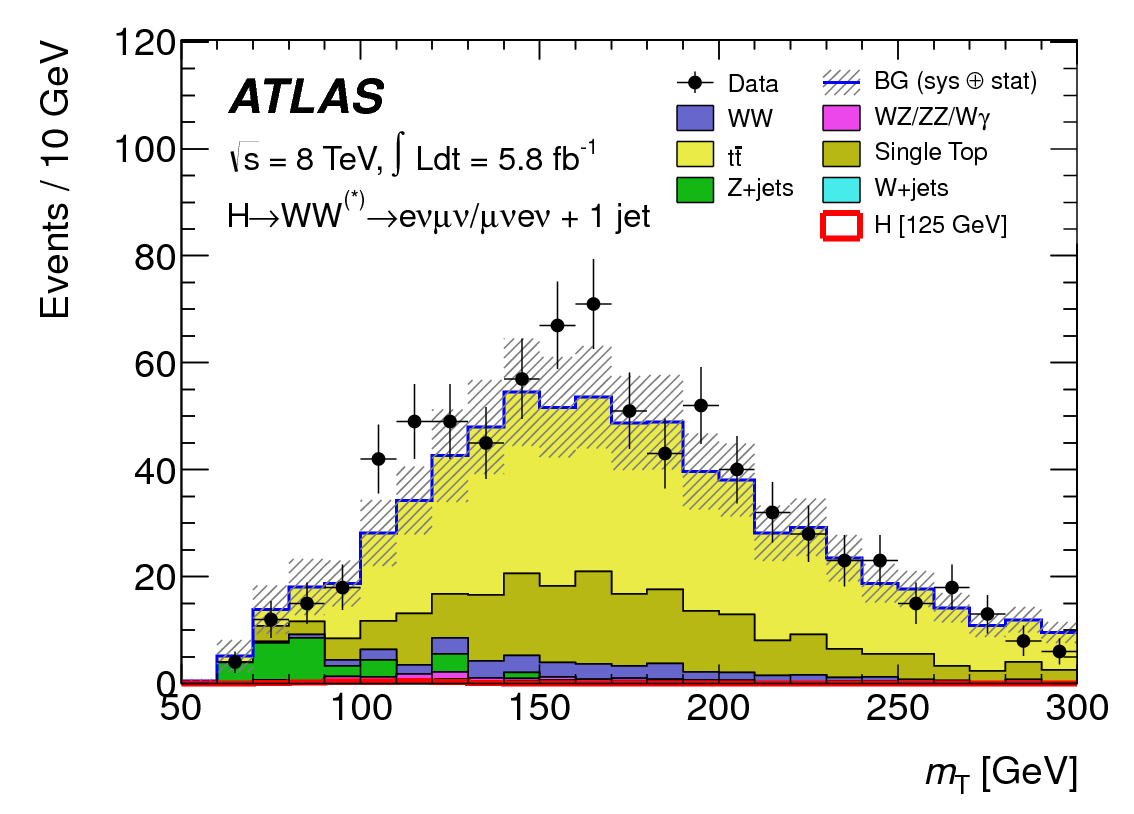 Events / 10 GeV
120
100
80
60
40
20
0
ATLAS
√s = 8 TeV, ∫ Ldt = 5.8 fb⁻¹
H→WW⁽*⁾→eνμν/μνeν + 1 jet
Data
BG (sys ⊕ stat)
WW
WZ/ZZ/Wγ
tt̄
Single Top
Z+jets
W+jets
H [125 GeV]
50 100 150 200 250 300
m_T [GeV]